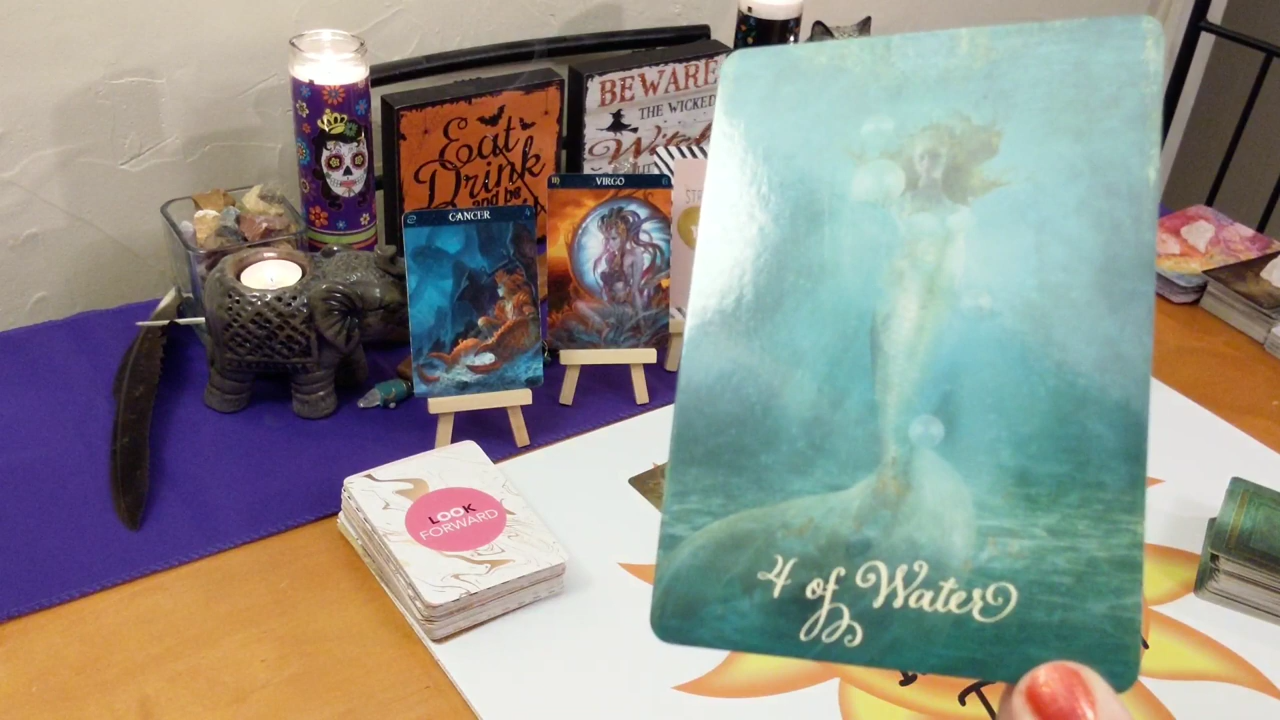 Eat
Drink
and be
BEWARE
THE WICKED
Witch
CANCER
VIRGO
LOOK
FORWARD
4 of Water